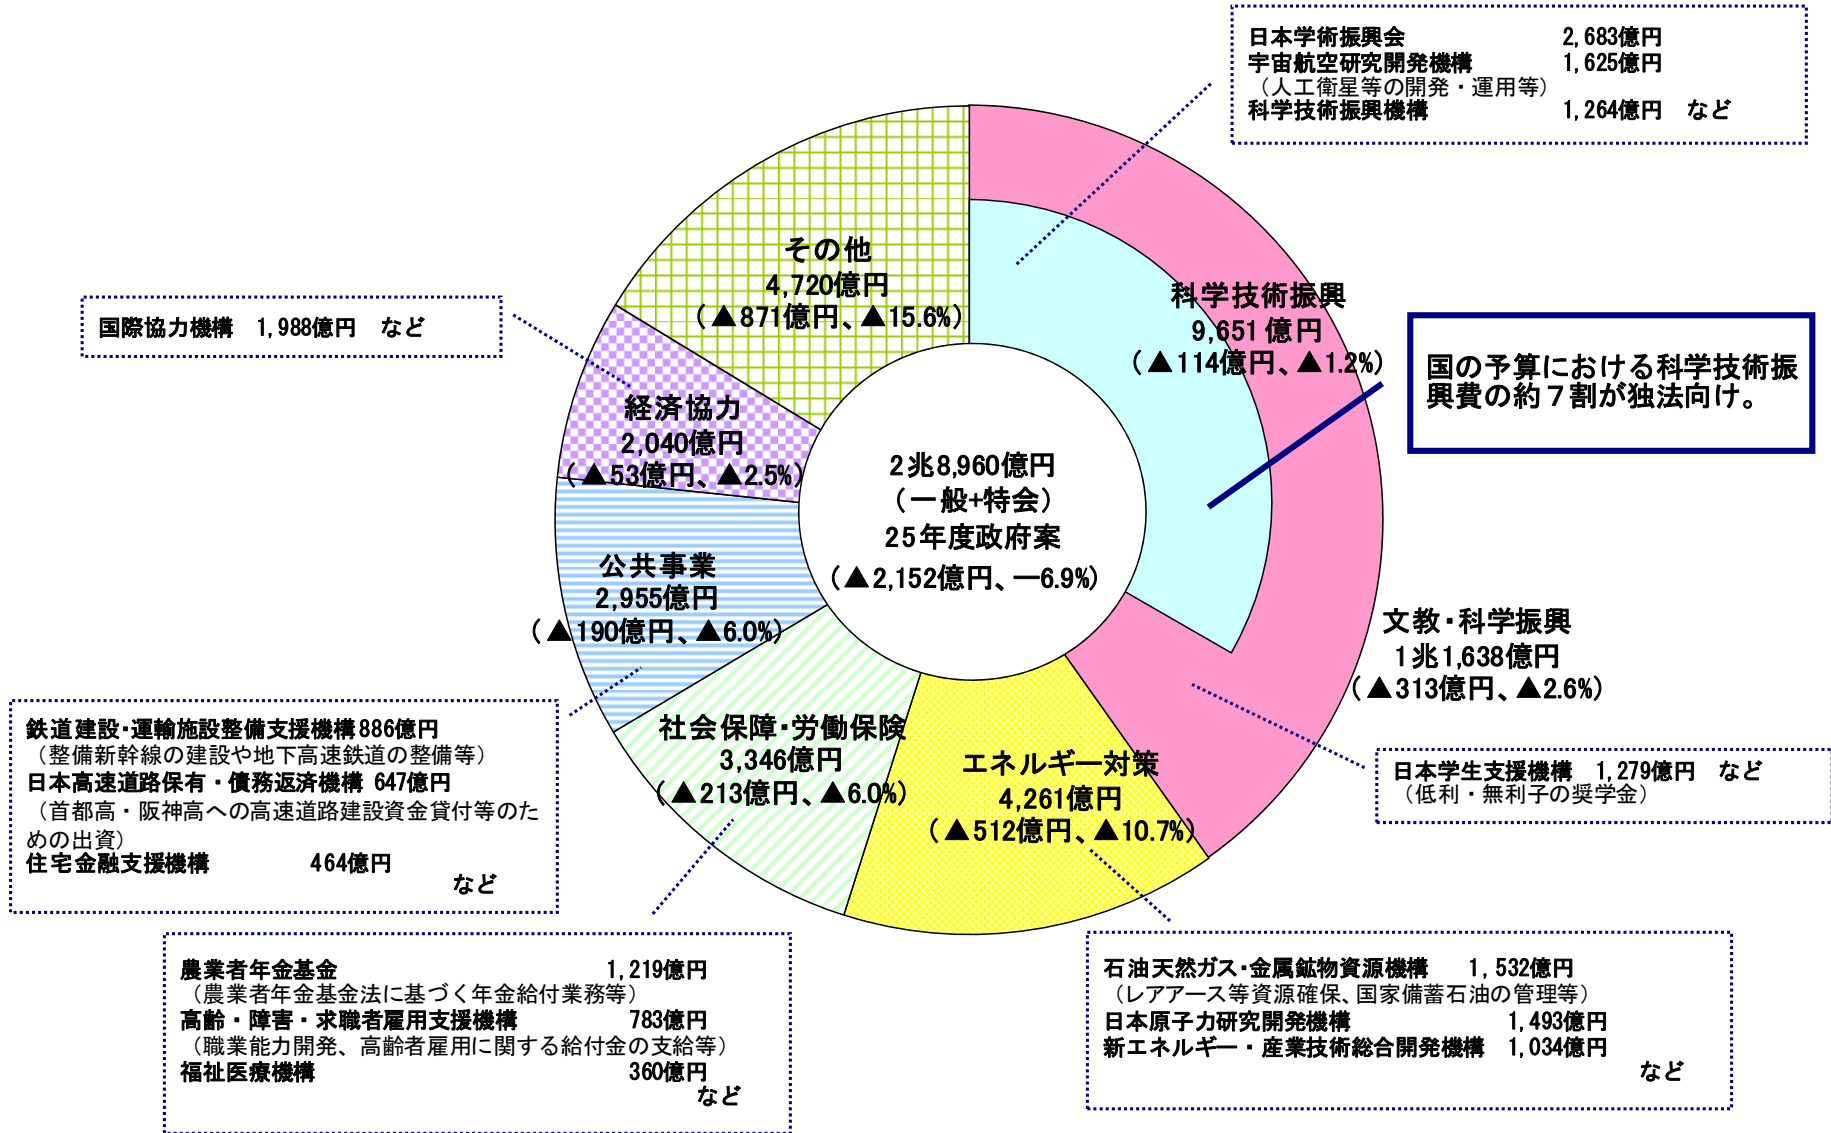 日本学術振興会 2,683億円
宇宙航空研究開発機構 1,625億円
（人工衛星等の開発・運用等）
科学技術振興機構 1,264億円 など
その他
4,720億円
（▲871億円、▲15.6%）
科学技術振興
9,651億円
（▲114億円、▲1.2%）
国際協力機構 1,988億円 など
国の予算における科学技術振
興費の約７割が独法向け。
経済協力
2,040億円
（▲53億円、▲2.5%）
2兆8,960億円
（一般+特会）
25年度政府案
（▲2,152億円、―6.9%）
公共事業
2,955億円
（▲190億円、▲6.0%）
文教・科学振興
1兆1,638億円
（▲313億円、▲2.6%）
鉄道建設・運輸施設整備支援機構 886億円
（整備新幹線の建設や地下高速鉄道の整備等）
日本高速道路保有・債務返済機構 647億円
（首都高・阪神高への高速道路建設資金貸付等のた
めの出資）
住宅金融支援機構 464億円
など
社会保障・労働保険
3,346億円
（▲213億円、▲6.0%）
エネルギー対策
4,261億円
（▲512億円、▲10.7%）
日本学生支援機構 1,279億円 など
（低利・無利子の奨学金）
農業者年金基金 1,219億円
（農業者年金基金法に基づく年金給付業務等）
高齢・障害・求職者雇用支援機構 783億円
（職業能力開発、高齢者雇用に関する給付金の支給等）
福祉医療機構 360億円
など
石油天然ガス・金属鉱物資源機構 1,532億円
（レアアース等資源確保、国家備蓄石油の管理等）
日本原子力研究開発機構 1,493億円
新エネルギー・産業技術総合開発機構 1,034億円
など